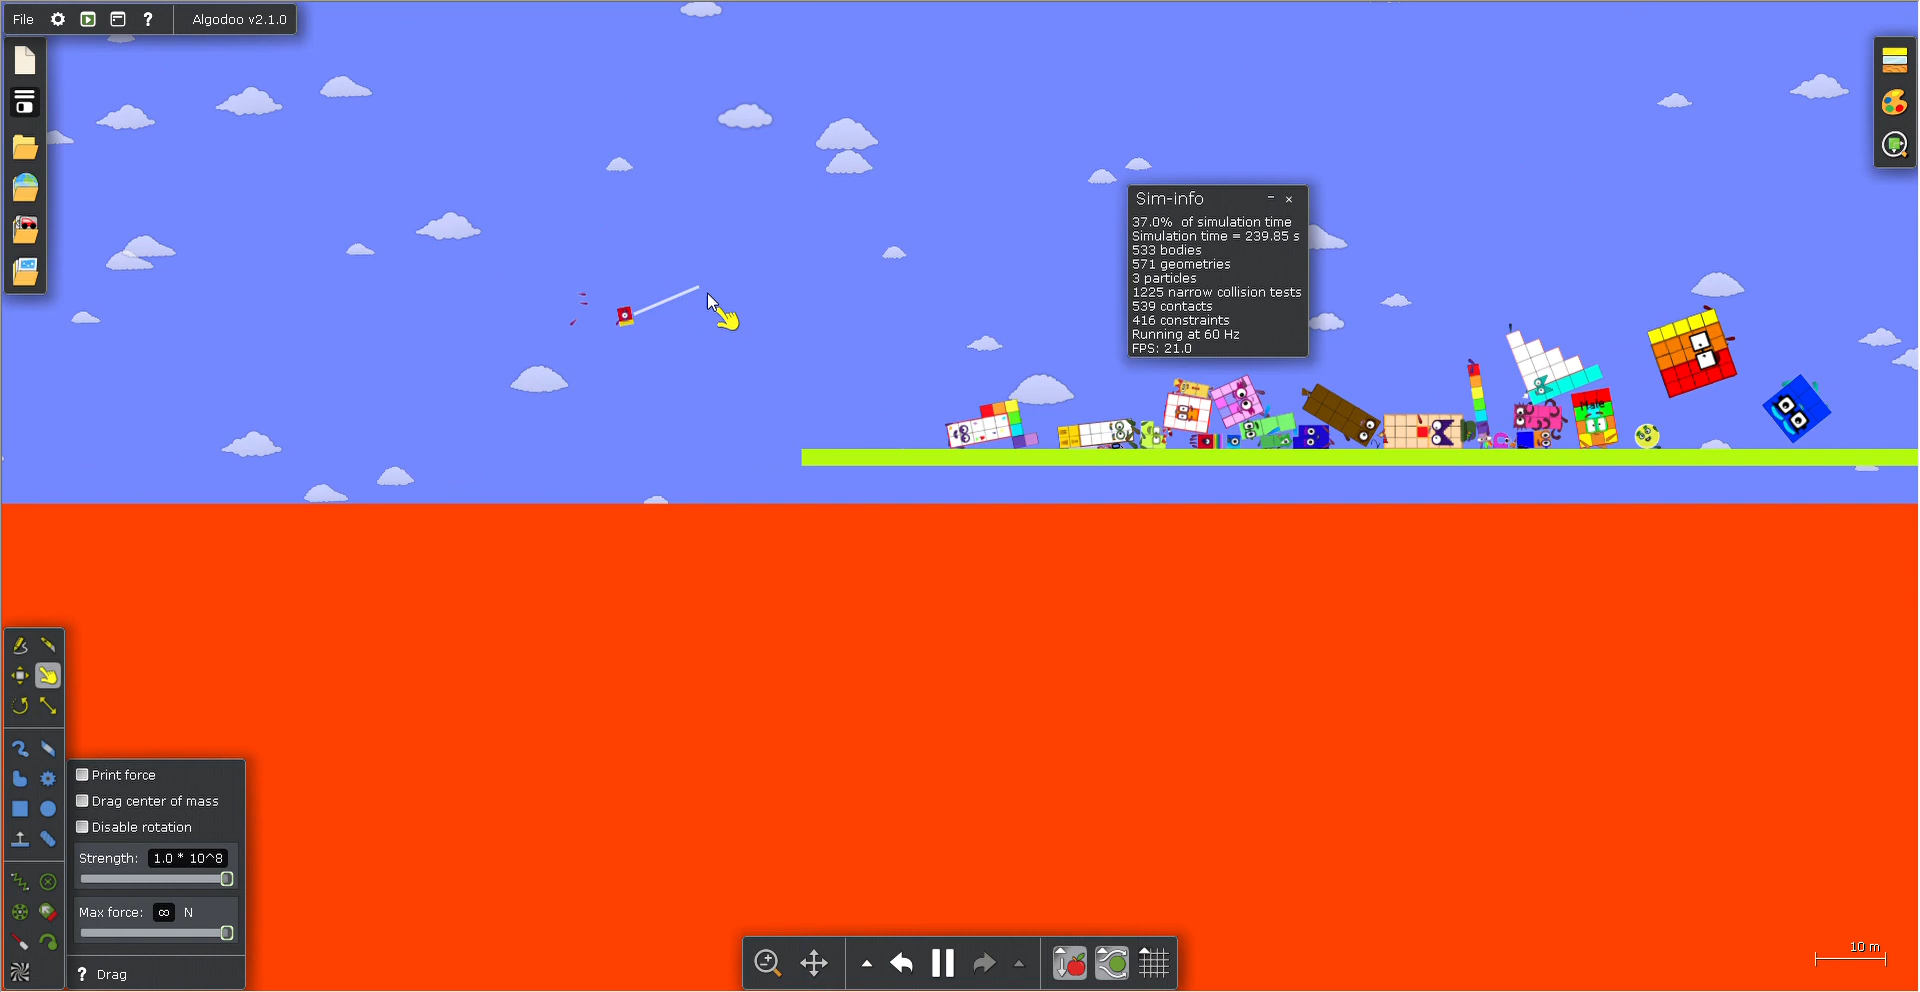 File ? Algodoo v2.1.0
Sim-info
37.0% of simulation time
Simulation time = 239.85 s
533 bodies
571 geometries
3 particles
1225 narrow collision tests
539 contacts
416 constraints
Running at 60 Hz
FPS: 21.0
Print force
Drag center of mass
Disable rotation
Strength: 1.0 * 10^8
Max force: ∞ N
? Drag
10 m